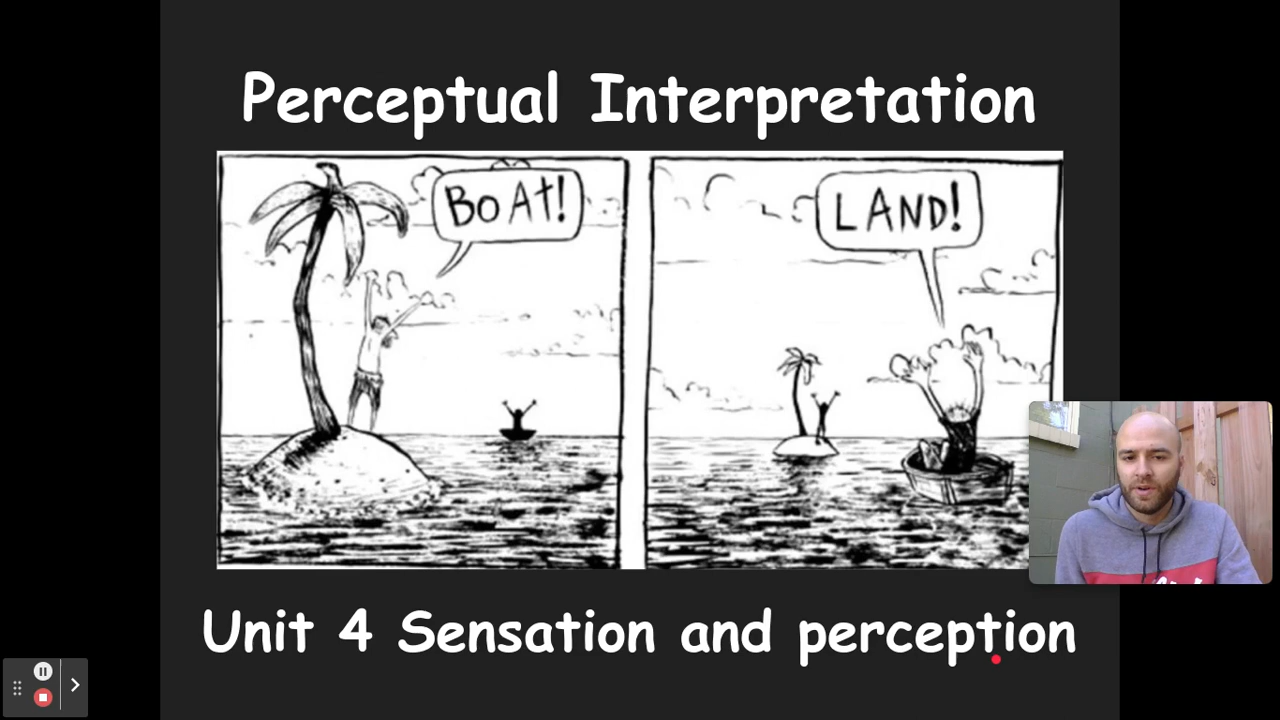 Perceptual Interpretation
BOAt!
LAND!
Unit 4 Sensation and perception